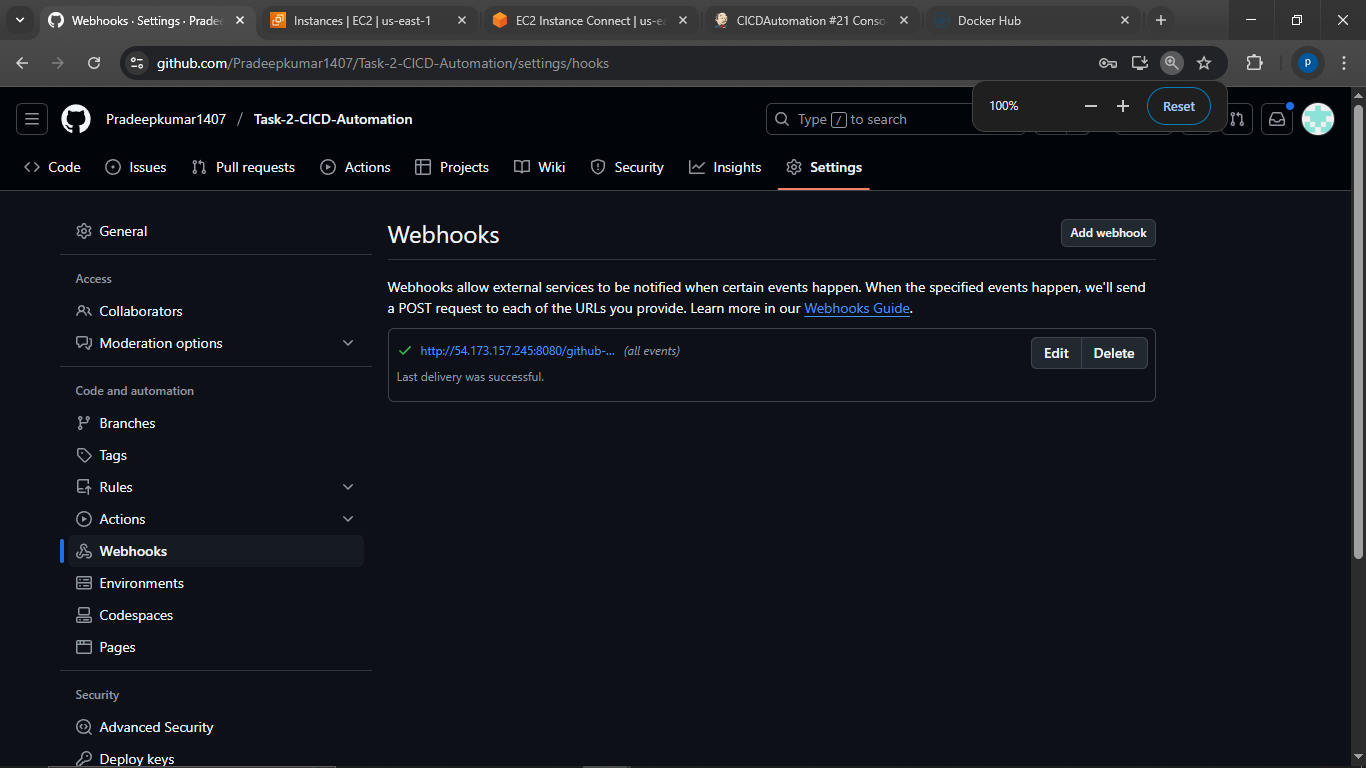 Webhooks · Settings · Pradee
Instances | EC2 | us-east-1
EC2 Instance Connect | us-ea
CICDAutomation #21 Conso
Docker Hub
github.com/Pradeepkumar1407/Task-2-CICD-Automation/settings/hooks
p
100%
Reset
Pradeepkumar1407 / Task-2-CICD-Automation
Type / to search
Code
Issues
Pull requests
Actions
Projects
Wiki
Security
Insights
Settings
General
Access
Collaborators
Moderation options
Code and automation
Branches
Tags
Rules
Actions
Webhooks
Environments
Codespaces
Pages
Security
Advanced Security
Deploy keys
Webhooks
Add webhook
Webhooks allow external services to be notified when certain events happen. When the specified events happen, we'll send
a POST request to each of the URLs you provide. Learn more in our Webhooks Guide.
http://54.173.157.245:8080/github-... (all events)
Edit
Delete
Last delivery was successful.